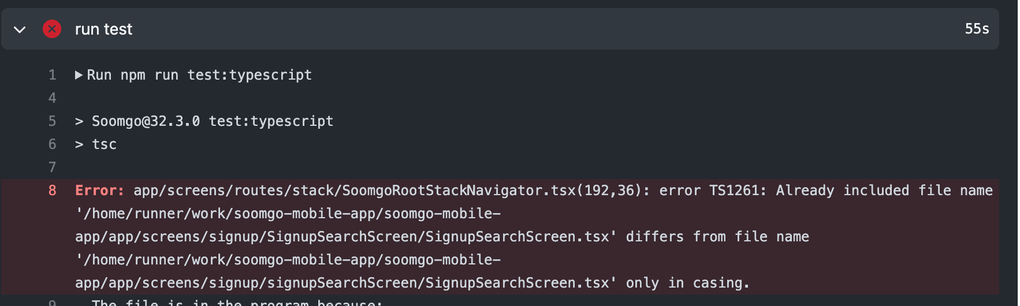 run test
55s
1 Run npm run test:typescript
4
5 > Soomgo@32.3.0 test:typescript
6 > tsc
7
8 Error: app/screens/routes/stack/SoomgoRootStackNavigator.tsx(192,36): error TS1261: Already included file name
'/home/runner/work/soomgo-mobile-app/soomgo-mobile-
app/app/screens/signup/SignupSearchScreen/SignupSearchScreen.tsx' differs from file name
'/home/runner/work/soomgo-mobile-app/soomgo-mobile-
app/app/screens/signup/signupSearchScreen/SignupSearchScreen.tsx' only in casing.
9 The file is in the program because: